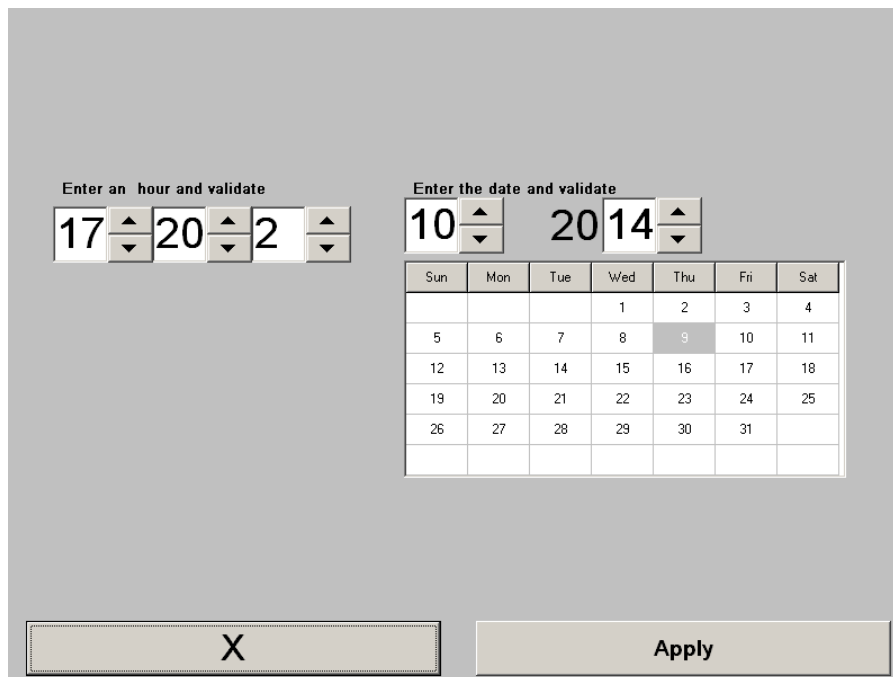 Enter an hour and validate
17 20 2
Enter the date and validate
10 20 14
Sun Mon Tue Wed Thu Fri Sat
1 2 3 4
5 6 7 8 9 10 11
12 13 14 15 16 17 18
19 20 21 22 23 24 25
26 27 28 29 30 31
X
Apply